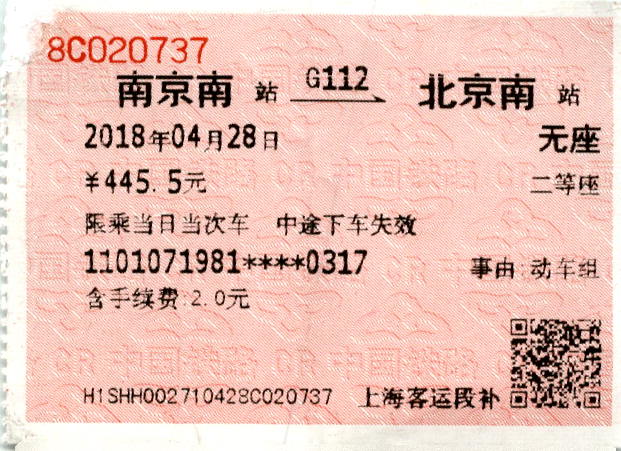 8C020737
南京南 站 G112 北京南 站
2018年04月28日 无座
￥445.5元 二等座
限乘当日当次车 中途下车失效
1101071981****0317 事由:动车组
含手续费:2.0元
H1SHH002710428C020737 上海客运段补